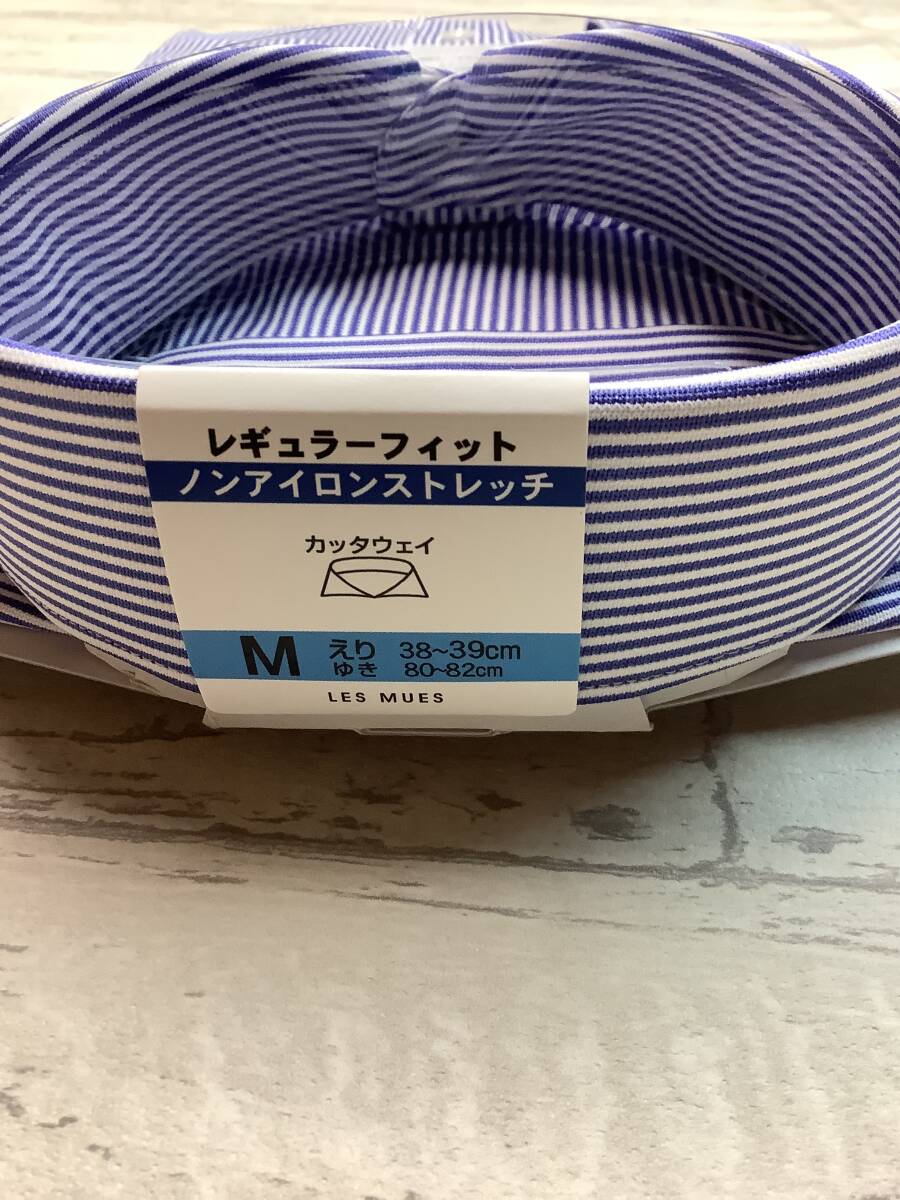 レギュラーフィット
ノンアイロンストレッチ
カッタウェイ
M えり 38~39cm
ゆき 80~82cm
LES MUES